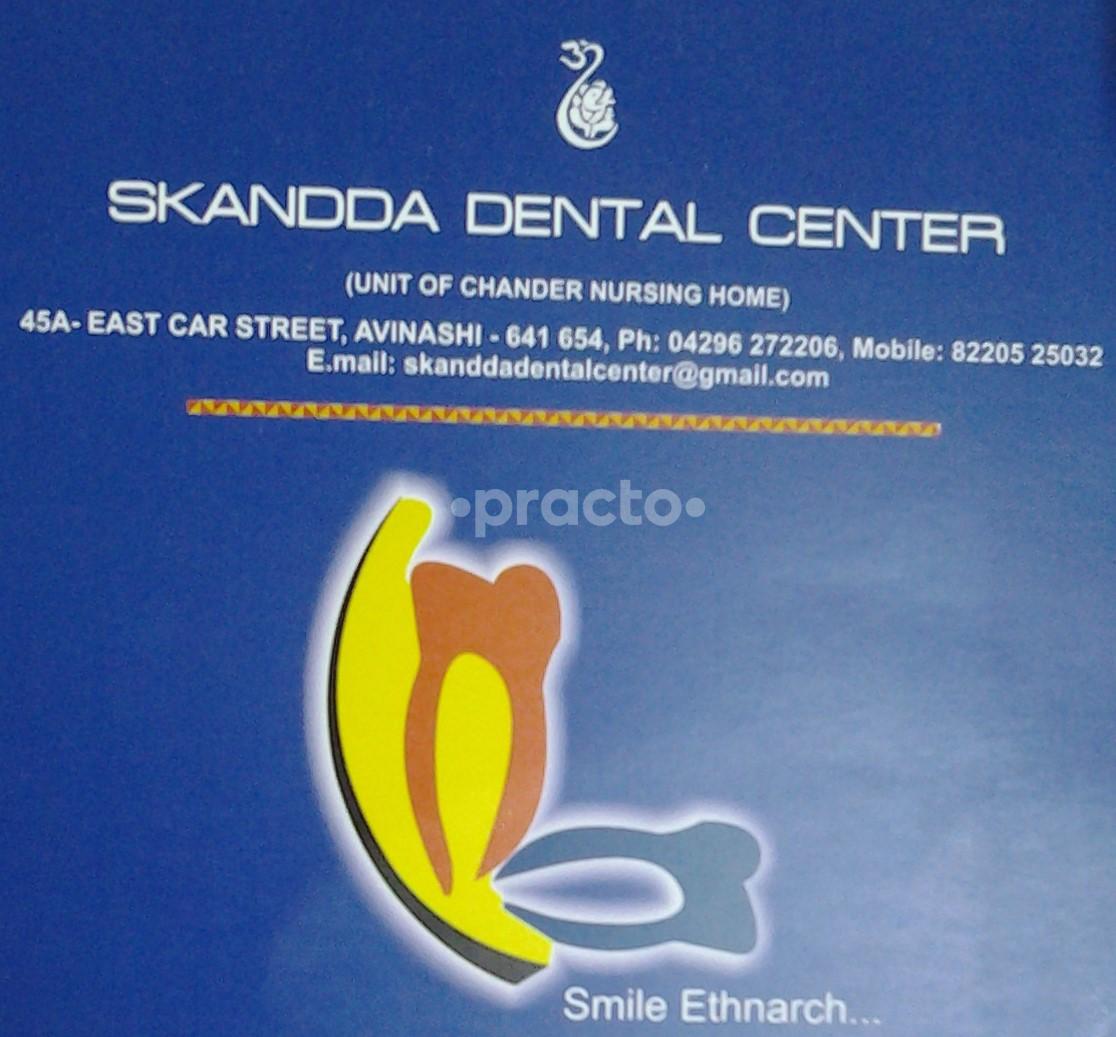 SKANDDA DENTAL CENTER
(UNIT OF CHANDER NURSING HOME)
45A- EAST CAR STREET, AVINASHI - 641 654, Ph: 04296 272206, Mobile: 82205 25032
E.mail: skanddadentalcenter@gmail.com
•practo•
Smile Ethnarch...